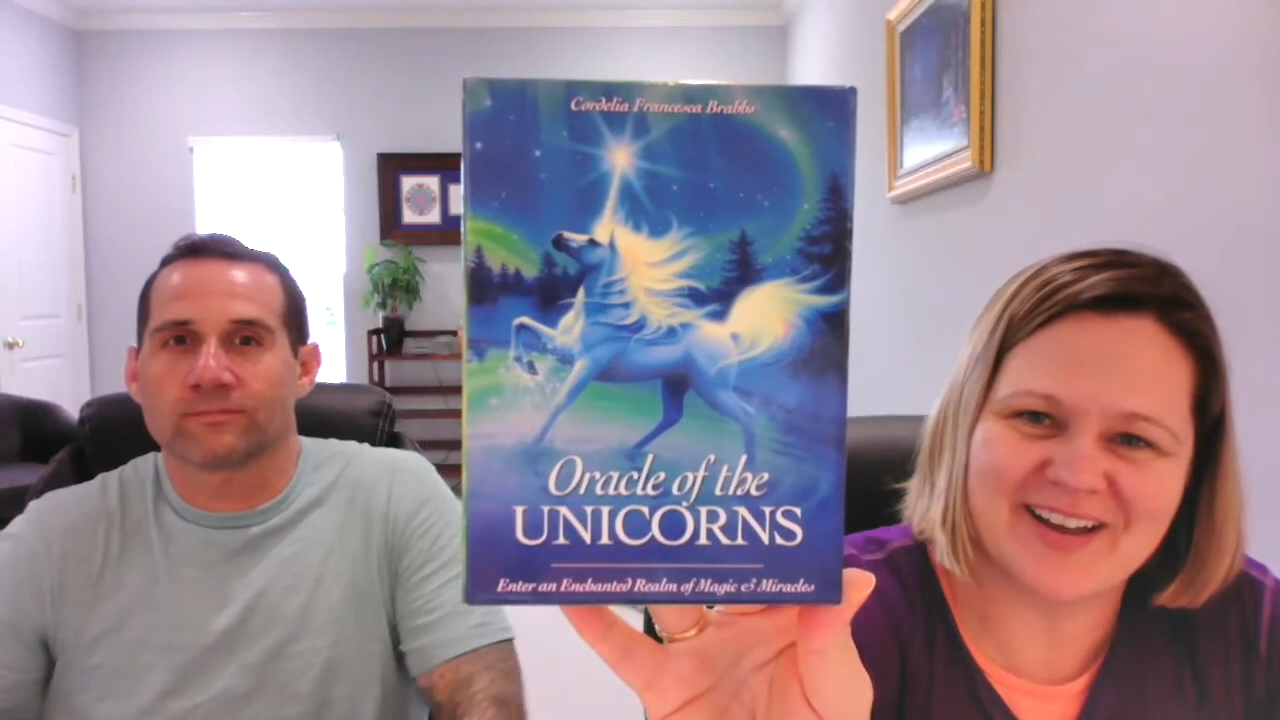 Cordelia Francesca Brabbs
Oracle of the
UNICORNS
Enter an Enchanted Realm of Magic & Miracles